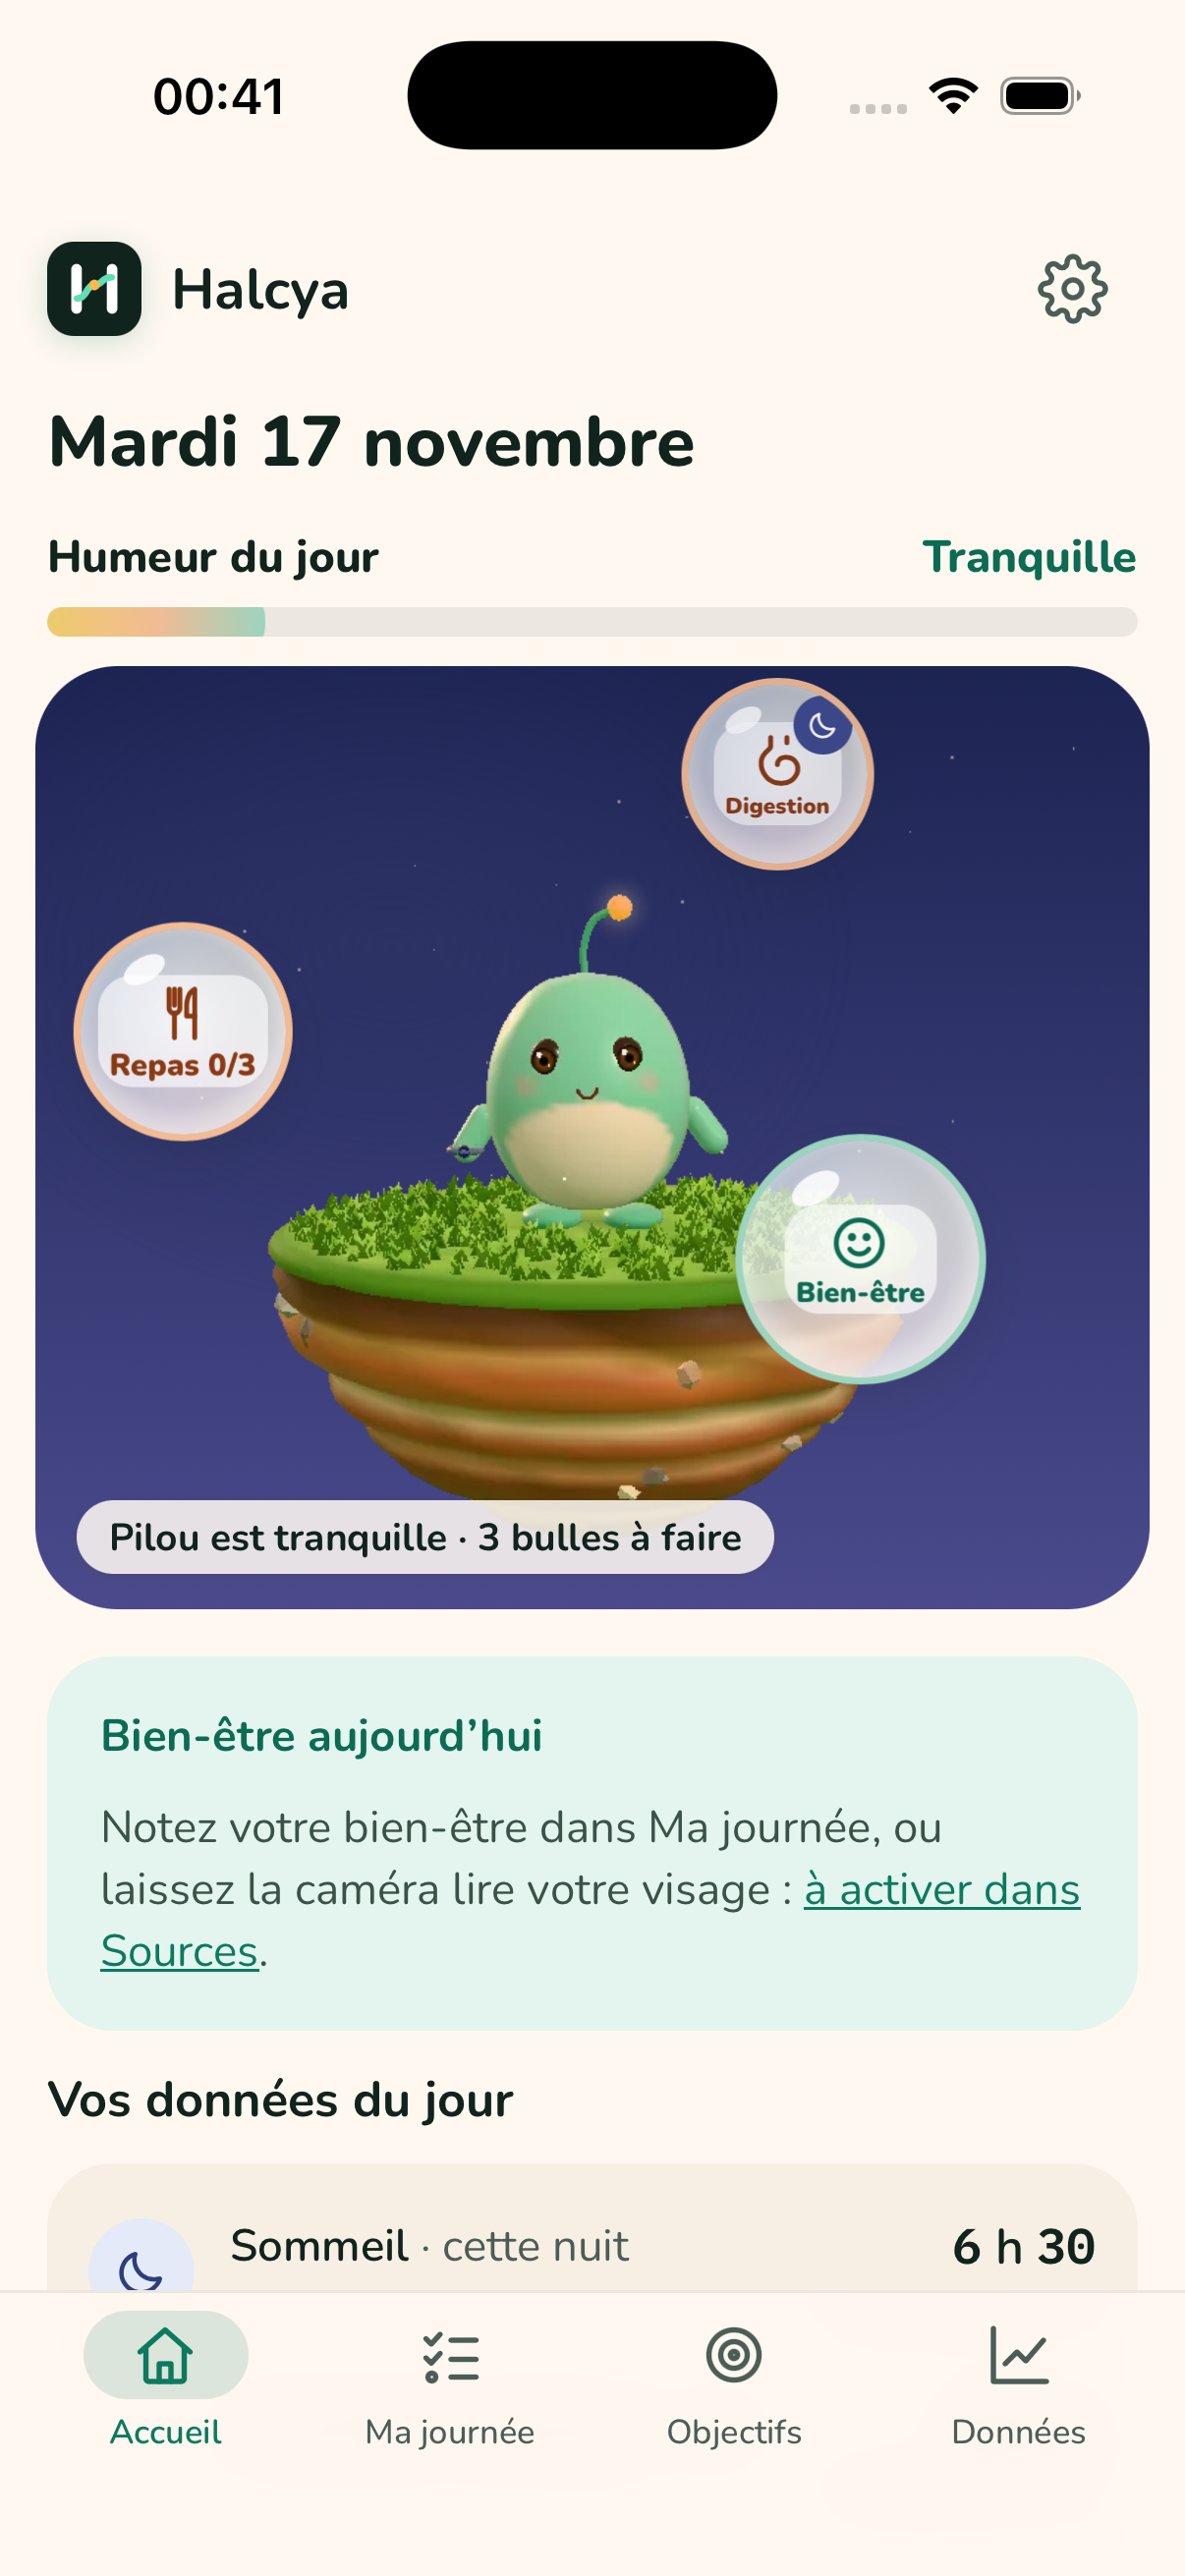 00:41
Halcya
Mardi 17 novembre
Humeur du jour
Tranquille
Digestion
Repas 0/3
Bien-être
Pilou est tranquille · 3 bulles à faire
Bien-être aujourd’hui
Notez votre bien-être dans Ma journée, ou
laissez la caméra lire votre visage : à activer dans
Sources.
Vos données du jour
Sommeil · cette nuit
6 h 30
Accueil
Ma journée
Objectifs
Données